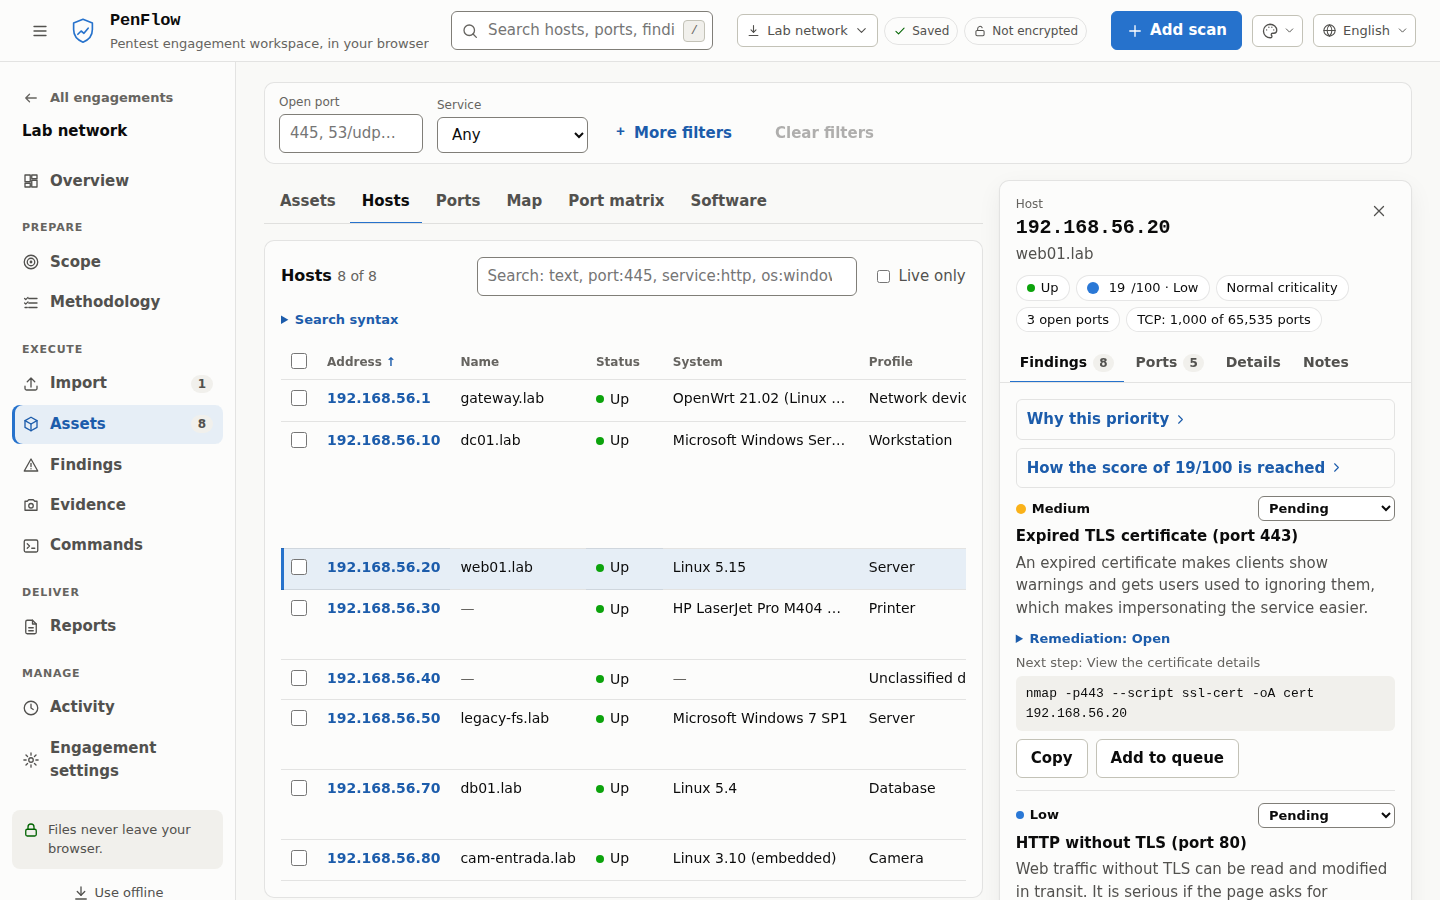 PenFlow
Pentest engagement workspace, in your browser
Search hosts, ports, findi
/
Lab network
Saved
Not encrypted
Add scan
English
All engagements
Lab network
Overview
PREPARE
Scope
Methodology
EXECUTE
Import 1
Assets 8
Findings
Evidence
Commands
DELIVER
Reports
MANAGE
Activity
Engagement
settings
Files never leave your
browser.
Use offline
Open port
445, 53/udp...
Service
Any
+ More filters
Clear filters
Assets Hosts Ports Map Port matrix Software
Hosts 8 of 8
Search: text, port:445, service:http, os:window
Live only
Search syntax
Address ↑ Name Status System Profile
192.168.56.1 gateway.lab Up OpenWrt 21.02 (Linux ... Network devic
192.168.56.10 dc01.lab Up Microsoft Windows Ser... Workstation
192.168.56.20 web01.lab Up Linux 5.15 Server
192.168.56.30 — Up HP LaserJet Pro M404 ... Printer
192.168.56.40 — Up — Unclassified d
192.168.56.50 legacy-fs.lab Up Microsoft Windows 7 SP1 Server
192.168.56.70 db01.lab Up Linux 5.4 Database
192.168.56.80 cam-entrada.lab Up Linux 3.10 (embedded) Camera
Host
192.168.56.20
web01.lab
Up 19 /100 · Low Normal criticality
3 open ports TCP: 1,000 of 65,535 ports
Findings 8 Ports 5 Details Notes
Why this priority
How the score of 19/100 is reached
Medium Pending
Expired TLS certificate (port 443)
An expired certificate makes clients show
warnings and gets users used to ignoring them,
which makes impersonating the service easier.
Remediation: Open
Next step: View the certificate details
nmap -p443 --script ssl-cert -oA cert
192.168.56.20
Copy Add to queue
Low Pending
HTTP without TLS (port 80)
Web traffic without TLS can be read and modified
in transit. It is serious if the page asks for